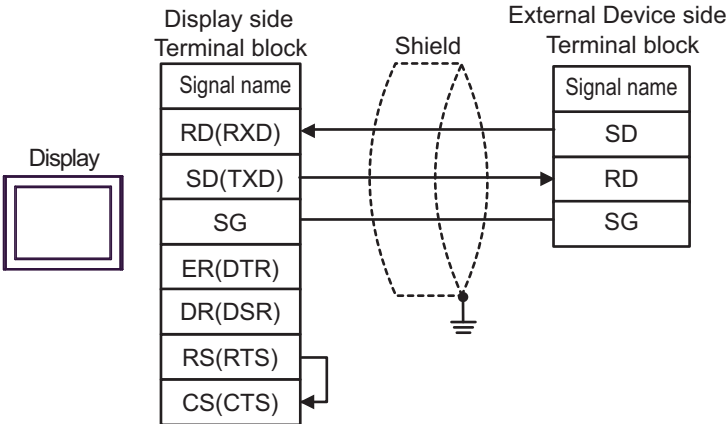 Display side
Terminal block
Signal name
RD(RXD)
SD(TXD)
SG
ER(DTR)
DR(DSR)
RS(RTS)
CS(CTS)
Display
Shield
External Device side
Terminal block
Signal name
SD
RD
SG